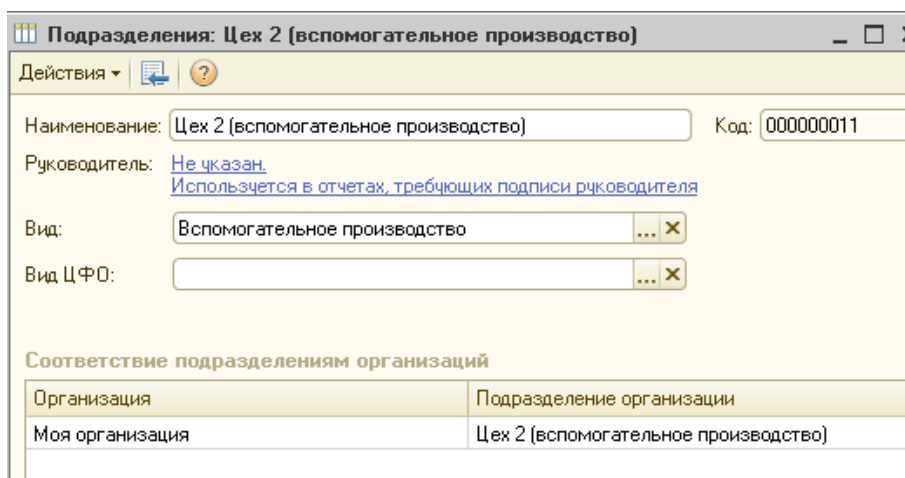 Подразделения: Цех 2 (вспомогательное производство)
Действия
Наименование: Цех 2 (вспомогательное производство) Код: 000000011
Руководитель: Не указан.
Используется в отчетах, требующих подписи руководителя
Вид: Вспомогательное производство
Вид ЦФО:
Соответствие подразделениям организаций
Организация Подразделение организации
Моя организация Цех 2 (вспомогательное производство)